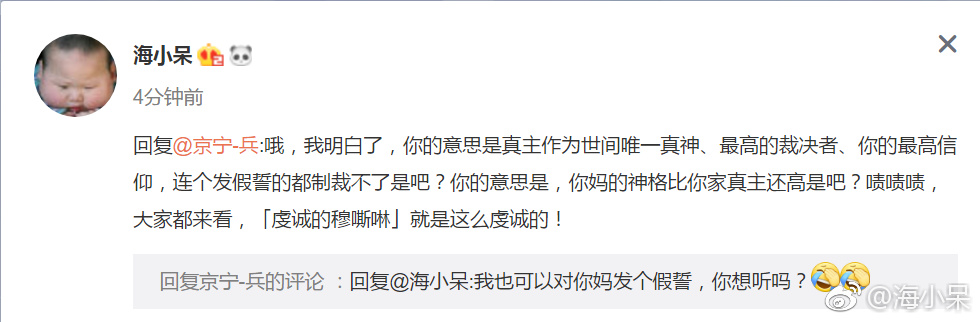 海小呆
4分钟前
回复@京宁-兵:哦，我明白了，你的意思是真主作为世间唯一真神、最高的裁决者、你的最高信
仰，连个发假誓的都制裁不了是吧？你的意思是，你妈的神格比你家真主还高是吧？啧啧啧，
大家都来看，「虔诚的穆嘶啉」就是这么虔诚的！
回复京宁-兵的评论 ：回复@海小呆:我也可以对你妈发个假誓，你想听吗？
@海小呆